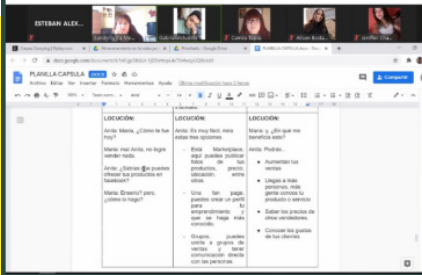 ESTEBAN ALEX...
PLANILLA CAPSULA
Archivo Editar Ver Insertar Formato Herramientas Ayuda
Compartir
LOCUCIÓN:
Anita: María, ¿Cómo te fue hoy?
María: mal Anita, no logre vender nada.
Anita: ¿Sabías que puedes ofrecer tus productos en facebook?
María: Enserio? pero, ¿cómo lo hago?
LOCUCIÓN:
Anita: Es muy fácil, mira estas tres opciones
- Está Marketplace, aquí puedes publicar fotos de tus productos, precio, ubicación, entre otros.
- Una fan page, puedes crear un perfil para tu emprendimiento y que se haga más conocido.
- Grupos, puedes unirte a grupos de ventas y tener comunicación directa con las personas.
LOCUCIÓN:
María: y ¿En qué me beneficia esto?
Anita: Podrás...
● Aumentar tus ventas
● Llegas a más personas, más gente conoce tu producto o servicio
● Saber los precios de otros vendedores.
● Conocer los gustos de tus clientes